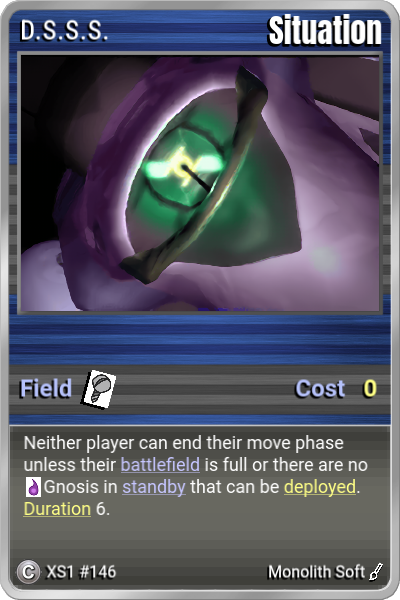 D.S.S.S. Situation
Field Cost 0
Neither player can end their move phase
unless their battlefield is full or there are no
Gnosis in standby that can be deployed.
Duration 6.
C XS1 #146 Monolith Soft